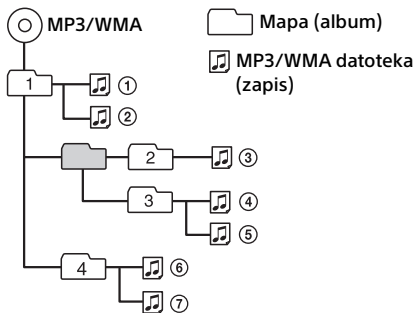 MP3/WMA
Mapa (album)
MP3/WMA datoteka
(zapis)
1
①
②
2
③
3
④
⑤
4
⑥
⑦